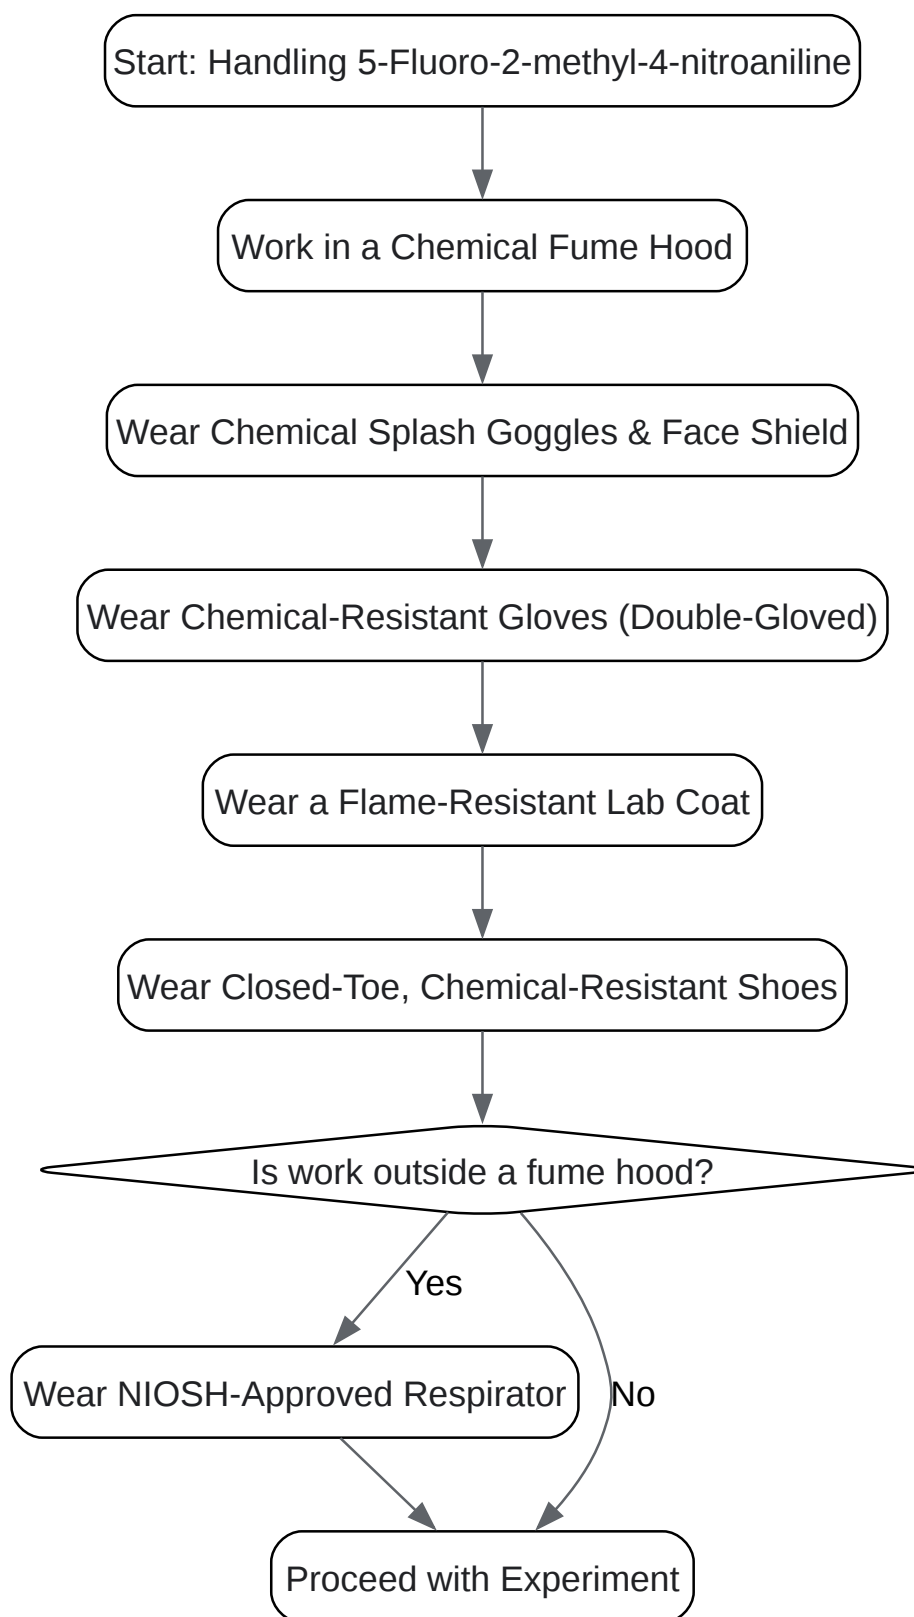 Start: Handling 5-Fluoro-2-methyl-4-nitroaniline
Work in a Chemical Fume Hood
Wear Chemical Splash Goggles & Face Shield
Wear Chemical-Resistant Gloves (Double-Gloved)
Wear a Flame-Resistant Lab Coat
Wear Closed-Toe, Chemical-Resistant Shoes
Is work outside a fume hood?
Yes
Wear NIOSH-Approved Respirator
No
Proceed with Experiment